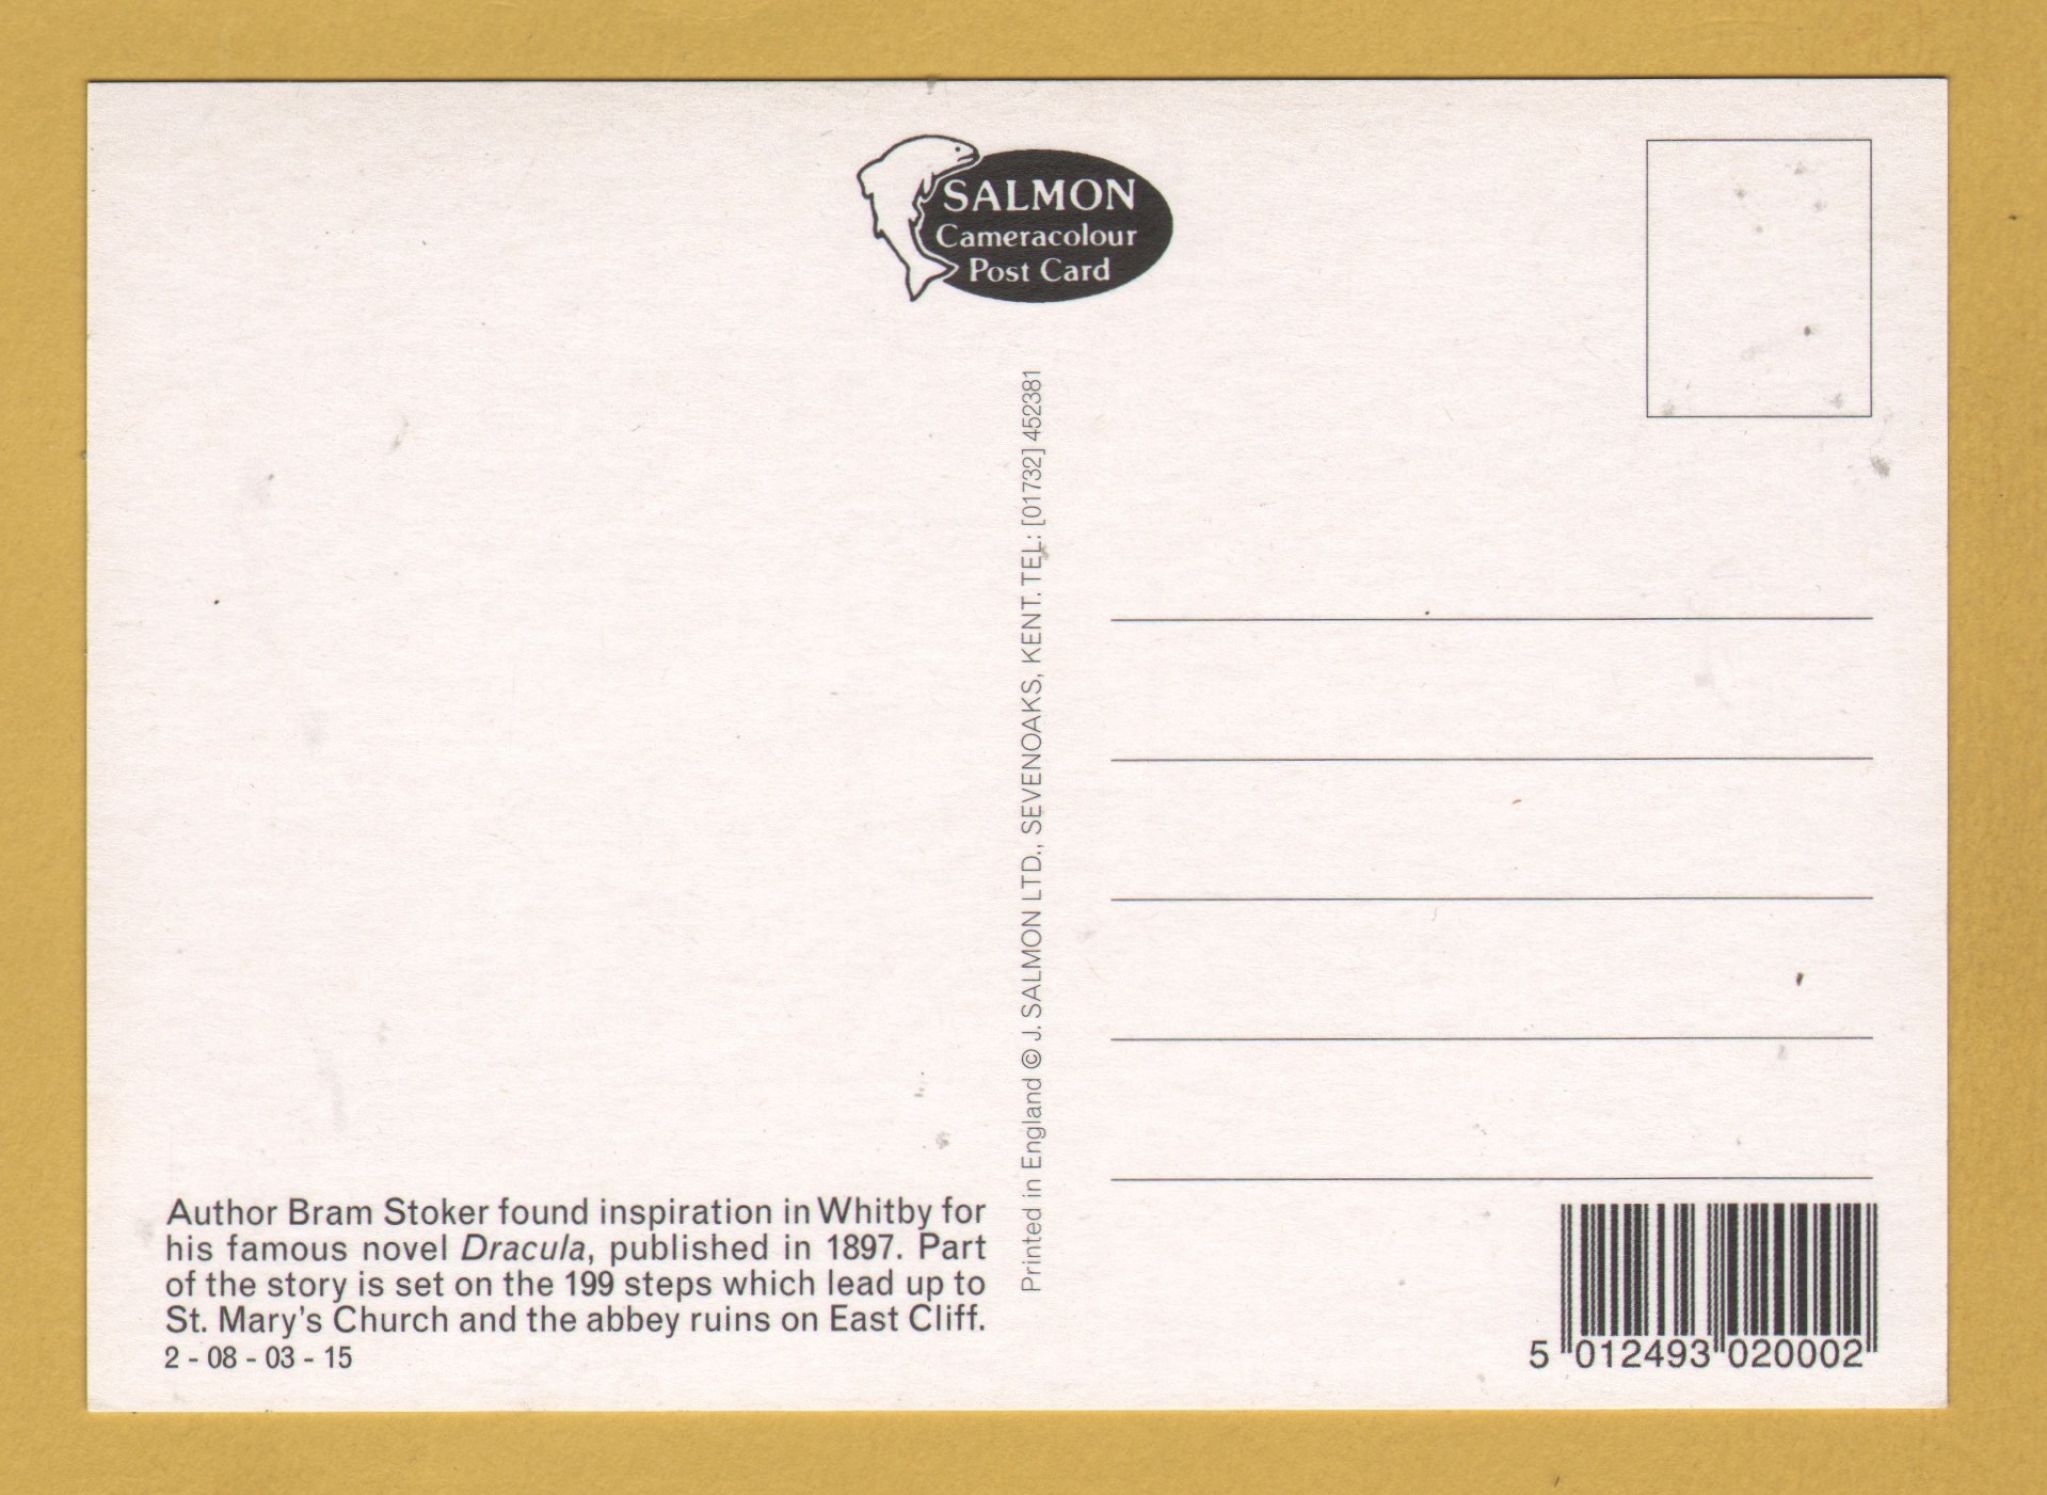 SALMON
Cameracolour
Post Card
Printed in England © J. SALMON LTD., SEVENOAKS, KENT. TEL: [01732] 452381
Author Bram Stoker found inspiration in Whitby for
his famous novel Dracula, published in 1897. Part
of the story is set on the 199 steps which lead up to
St. Mary's Church and the abbey ruins on East Cliff.
2 - 08 - 03 - 15
5 012493 020002